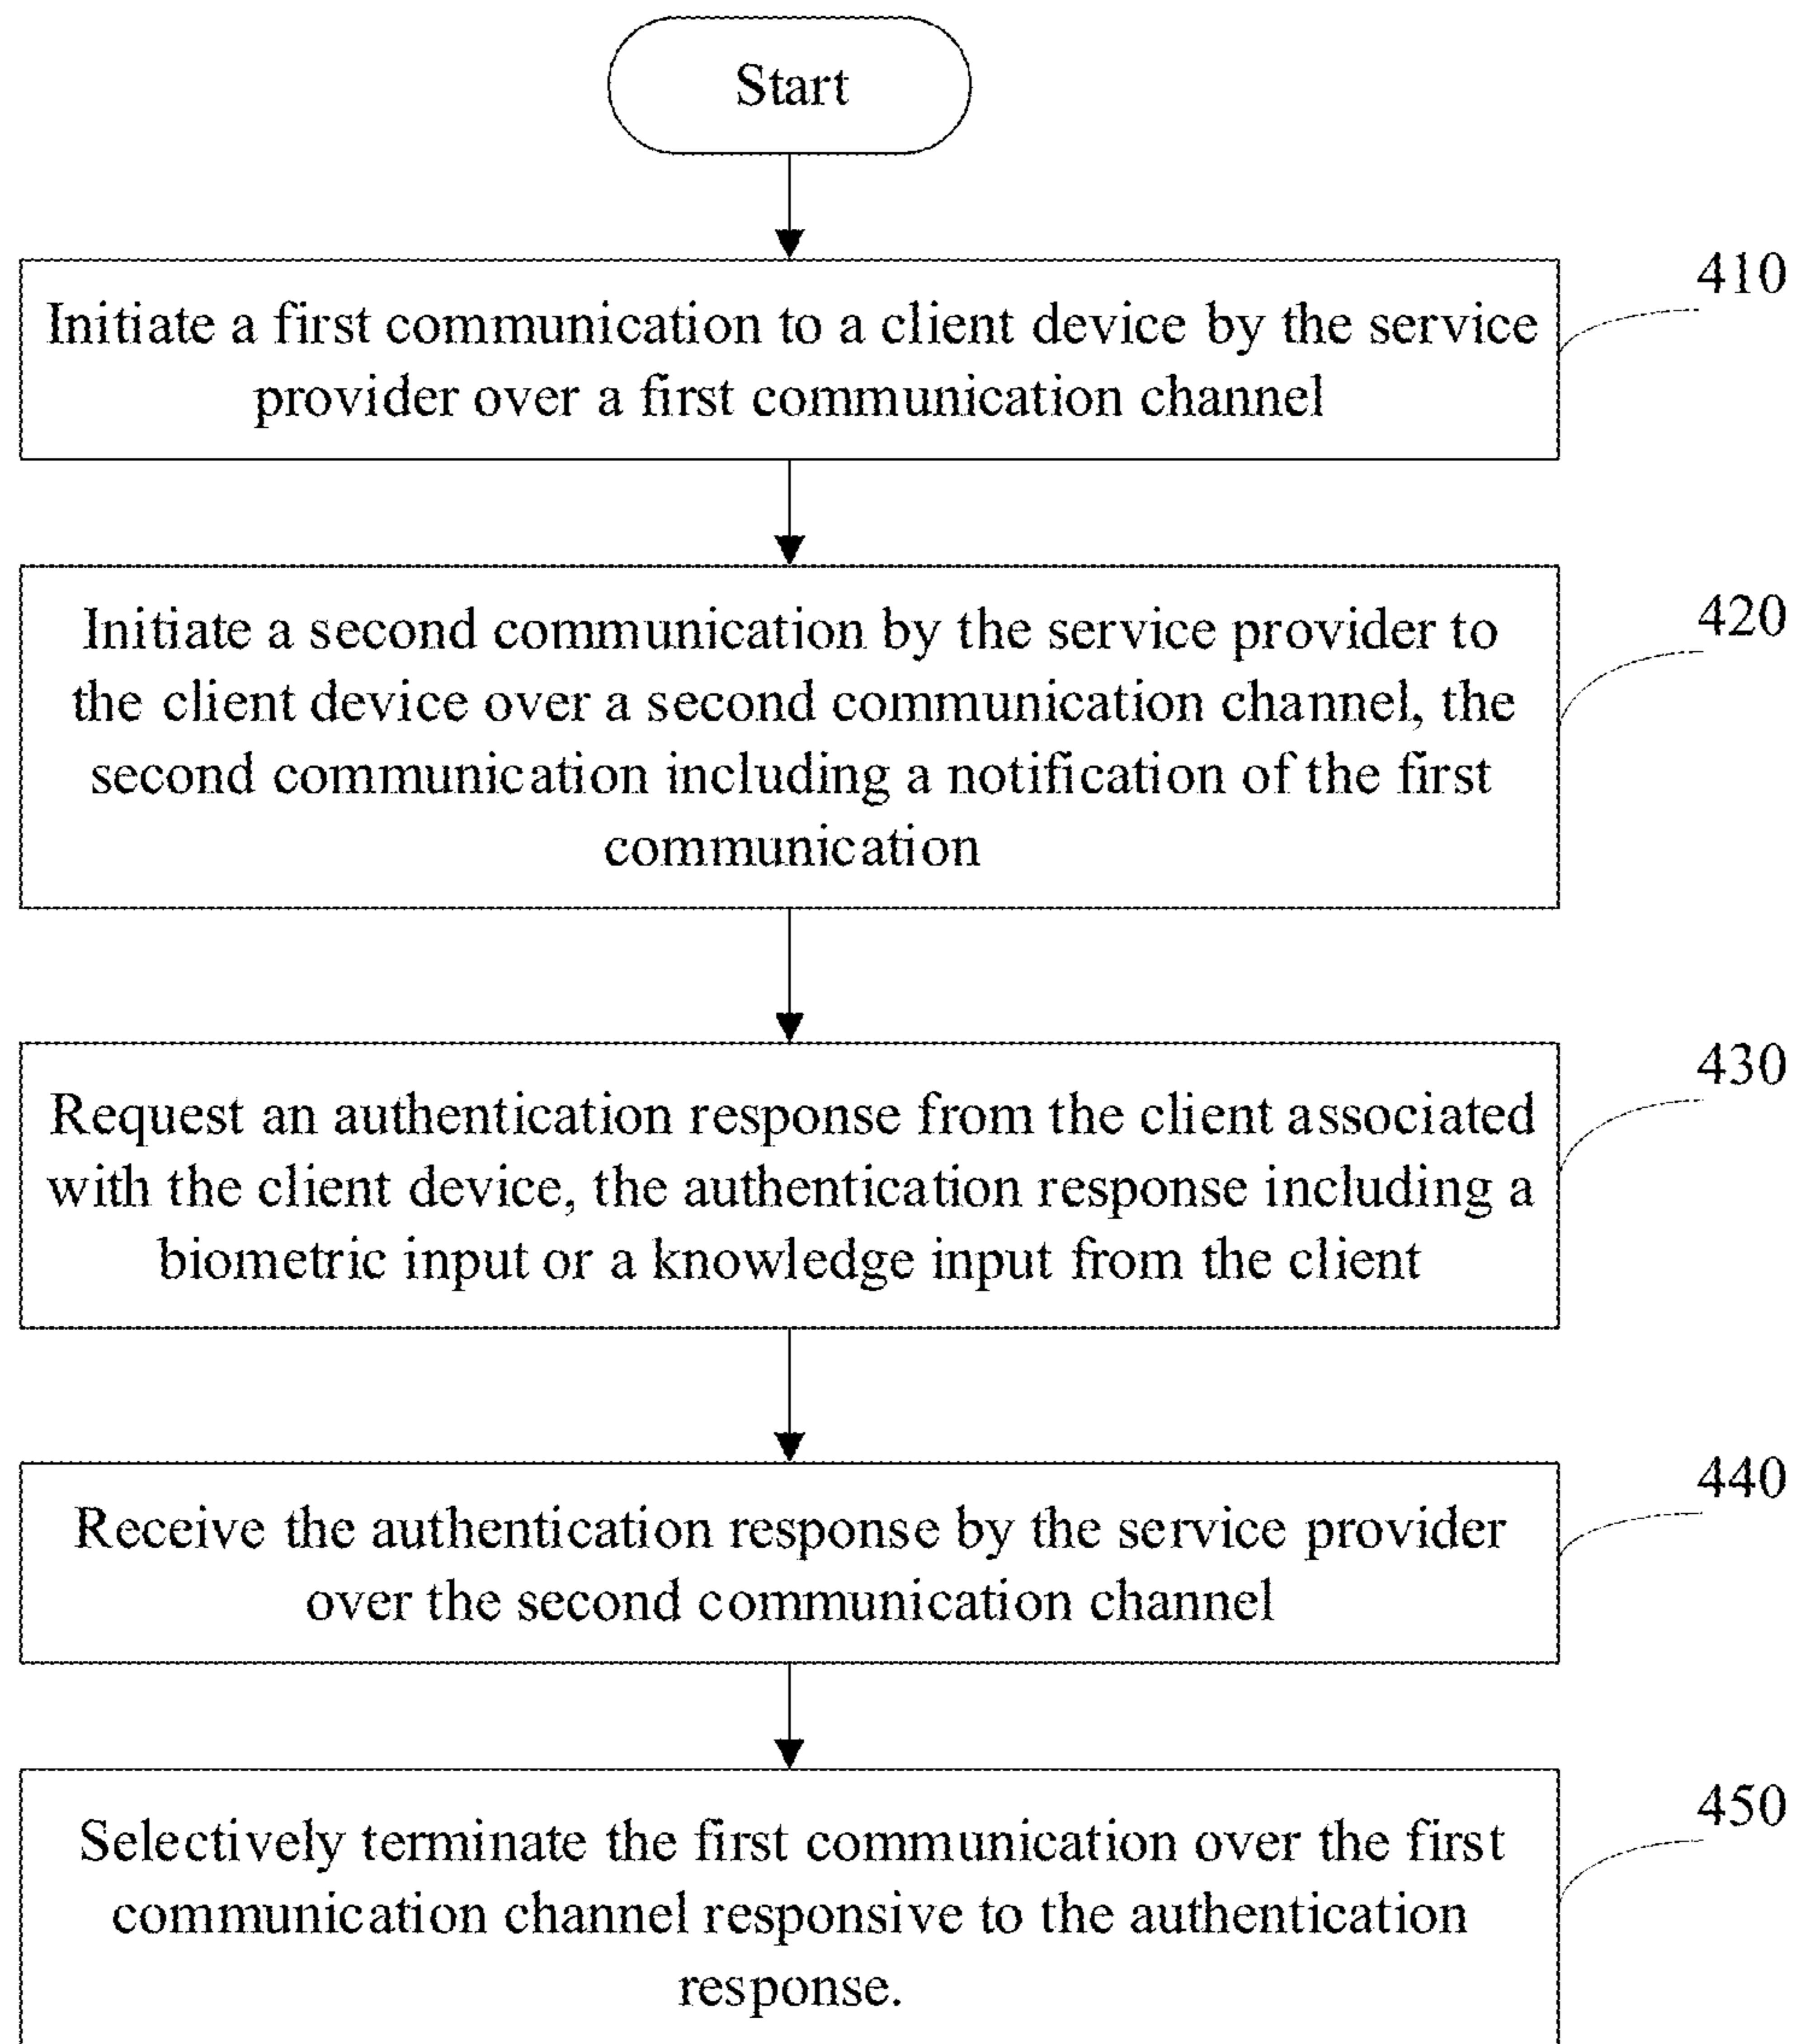 Start
410
Initiate a first communication to a client device by the service
provider over a first communication channel
420
Initiate a second communication by the service provider to
the client device over a second communication channel, the
second communication including a notification of the first
communication
430
Request an authentication response from the client associated
with the client device, the authentication response including a
biometric input or a knowledge input from the client
440
Receive the authentication response by the service provider
over the second communication channel
450
Selectively terminate the first communication over the first
communication channel responsive to the authentication
response.